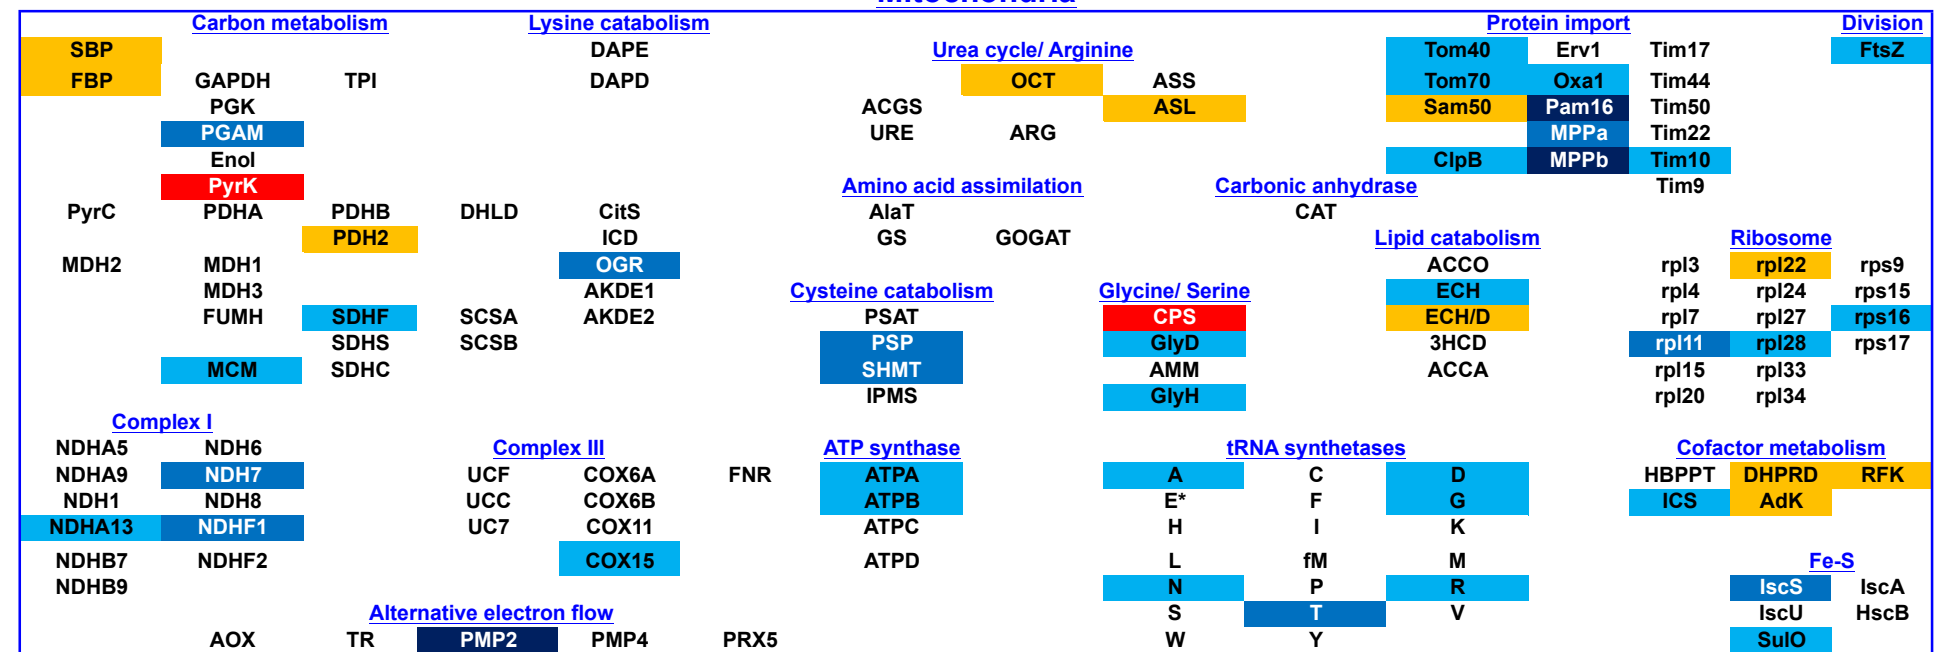 Mitochondria
Carbon metabolism Lysine catabolism Protein import Division
SBP DAPE Urea cycle/ Arginine Tom40 Erv1 Tim17 FtsZ
FBP GAPDH TPI DAPD OCT ASS Tom70 Oxa1 Tim44
PGK ACGS ASL Sam50 Pam16 Tim50
PGAM URE ARG MPPa Tim22
Enol ClpB MPPb Tim10
PyrK Amino acid assimilation Carbonic anhydrase Tim9
PyrC PDHA PDHB DHLD CitS AlaT CAT
PDH2 ICD GS GOGAT Lipid catabolism Ribosome
MDH2 MDH1 OGR ACCO rpl3 rpl22 rps9
MDH3 AKDE1 Cysteine catabolism Glycine/ Serine ECH rpl4 rpl24 rps15
FUMH SDHF SCSA AKDE2 PSAT CPS ECH/D rpl7 rpl27 rps16
SDHS SCSB PSP GlyD 3HCD rpl11 rpl28 rps17
MCM SDHC SHMT AMM ACCA rpl15 rpl33
IPMS GlyH rpl20 rpl34
Complex I
NDHA5 NDH6 Complex III ATP synthase tRNA synthetases Cofactor metabolism
NDHA9 NDH7 UCF COX6A FNR ATPA A C D HBPPT DHPRD RFK
NDH1 NDH8 UCC COX6B ATPB E* F G ICS AdK
NDHA13 NDHF1 UC7 COX11 ATPC H I K
NDHB7 NDHF2 COX15 ATPD L fM M Fe-S
NDHB9 N P R IscS IscA
Alternative electron flow S T V IscU HscB
AOX TR PMP2 PMP4 PRX5 W Y SulO